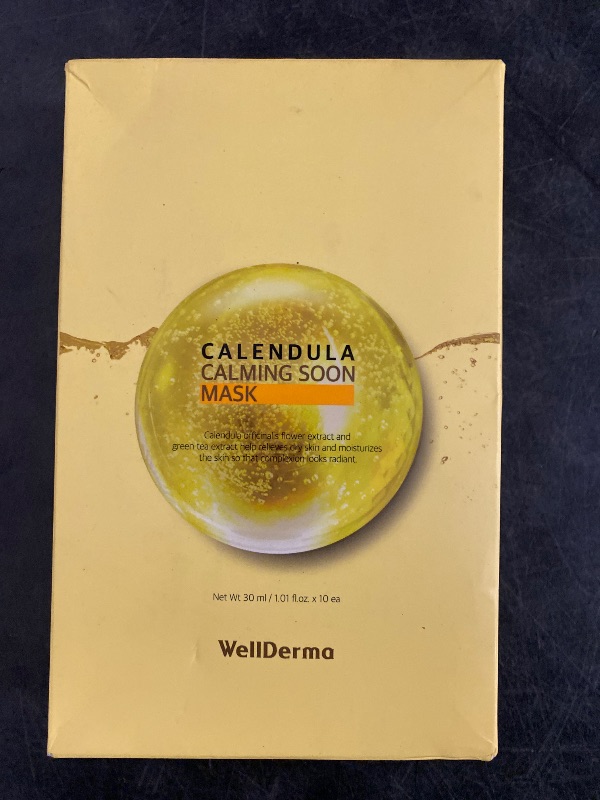 CALENDULA
CALMING SOON
MASK
Calendula officinalis flower extract and
green tea extract help relieves dry skin and moisturizes
the skin so that complexion looks radiant.
Net Wt. 30 ml / 1.01 fl.oz. x 10 ea
WellDerma